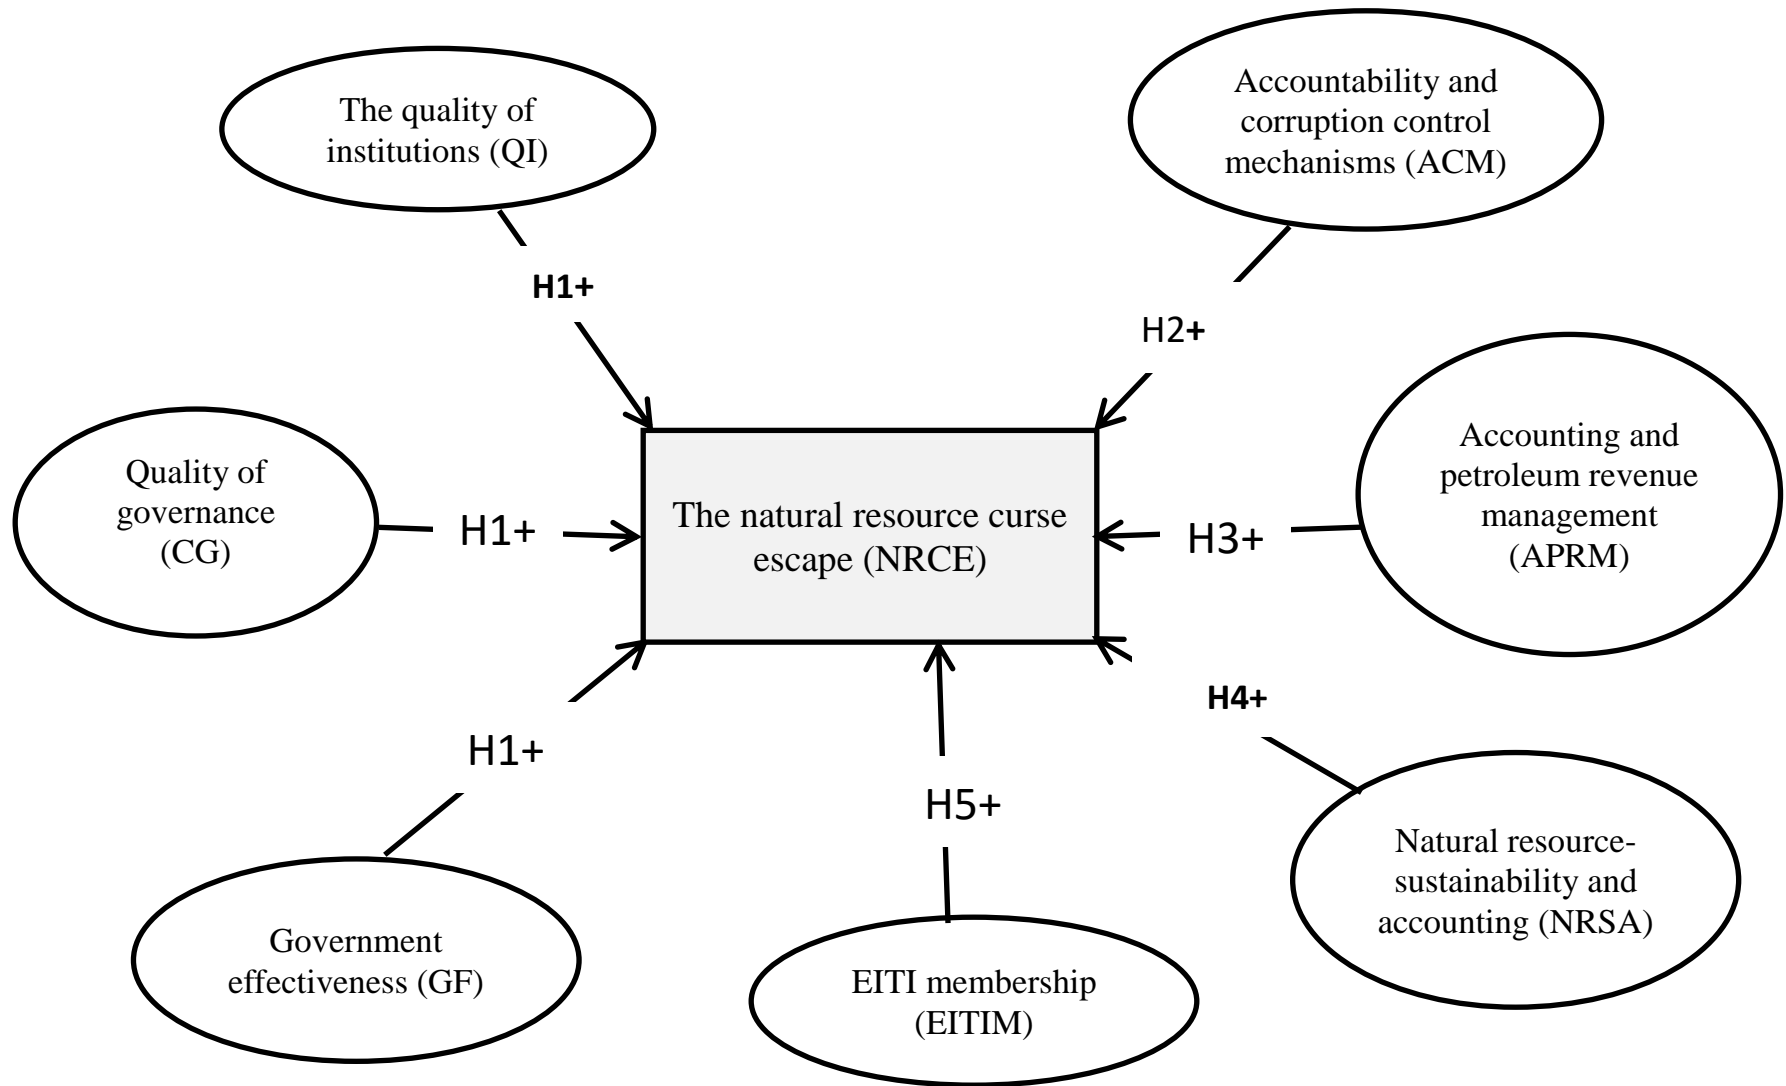 The quality of
institutions (QI)
Accountability and
corruption control
mechanisms (ACM)
H1+
H2+
Quality of
governance
(CG)
H1+
The natural resource curse
escape (NRCE)
H3+
Accounting and
petroleum revenue
management
(APRM)
H1+
H4+
H5+
Government
effectiveness (GF)
EITI membership
(EITIM)
Natural resource-
sustainability and
accounting (NRSA)